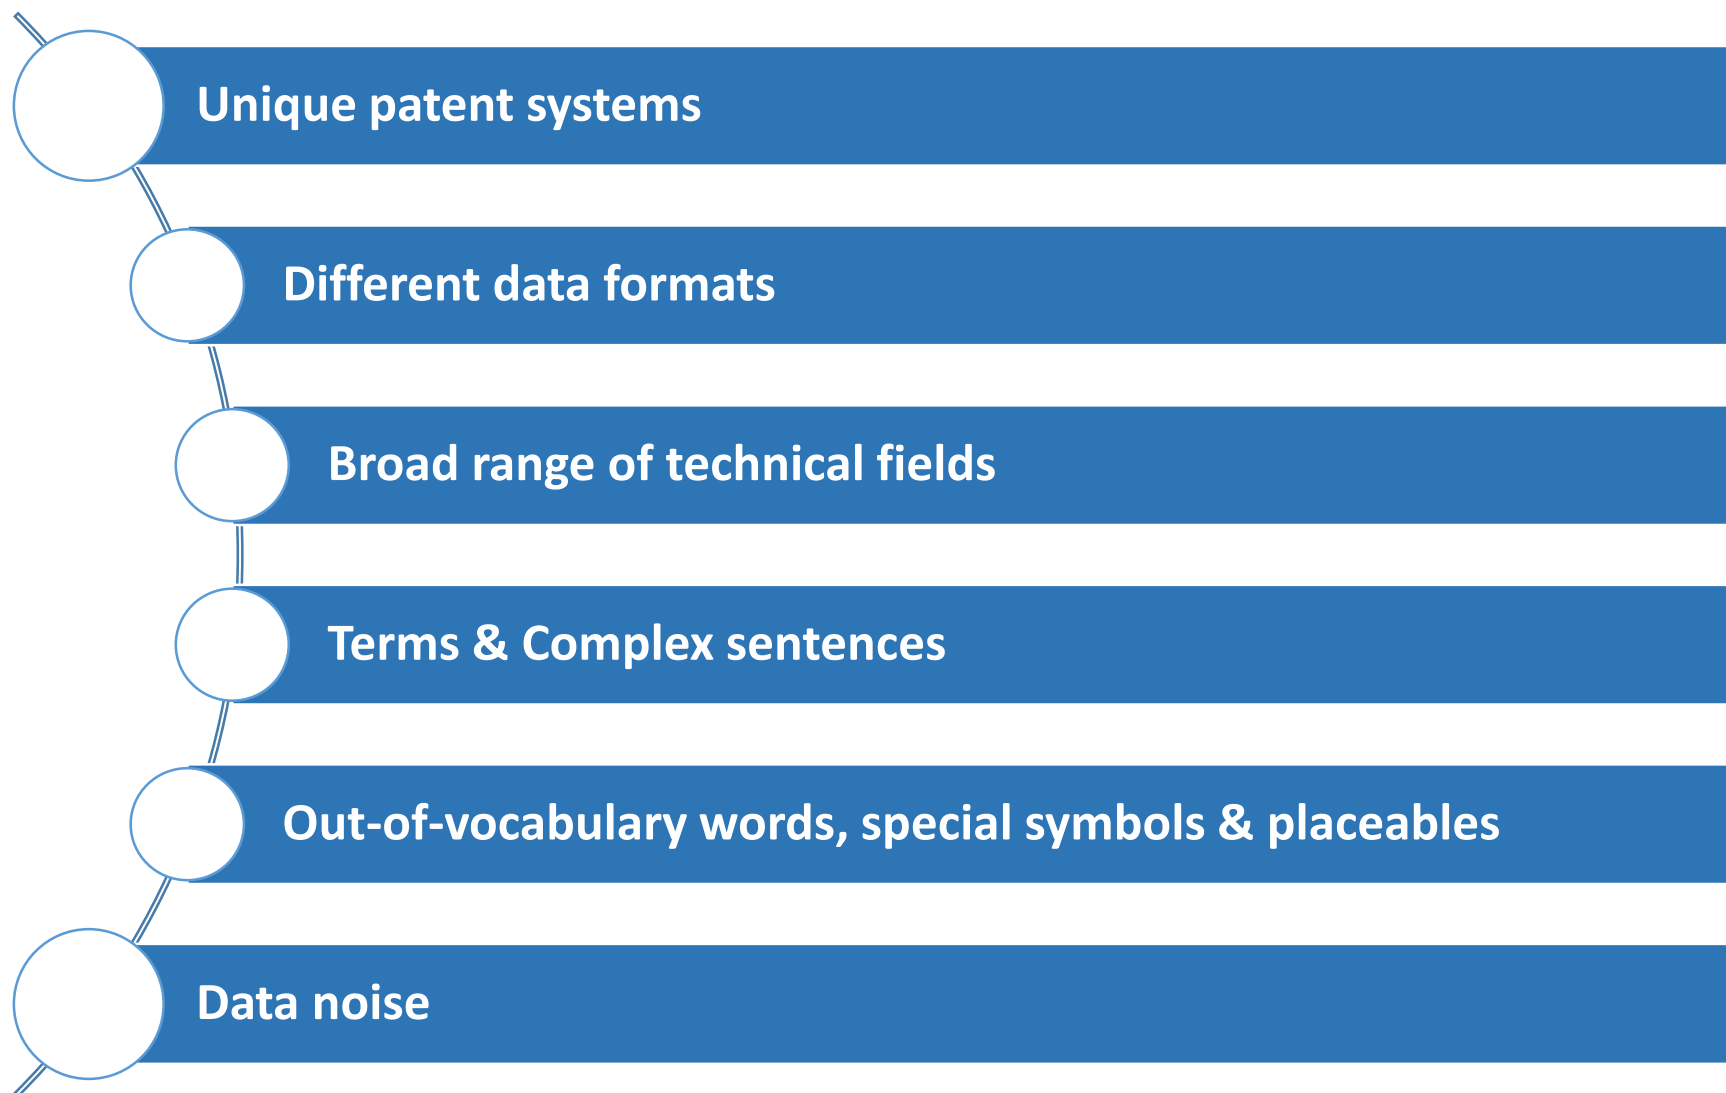 Unique patent systems
Different data formats
Broad range of technical fields
Terms & Complex sentences
Out-of-vocabulary words, special symbols & placeables
Data noise